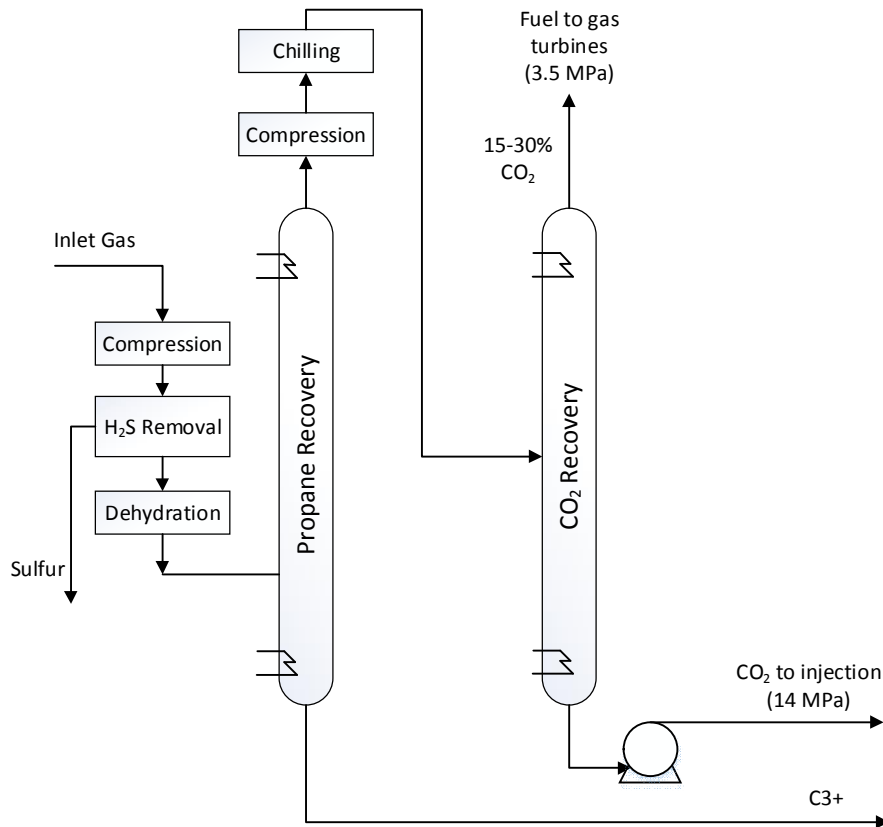 Chilling
Compression
Fuel to gas
turbines
(3.5 MPa)
15-30%
CO₂
Inlet Gas
Compression
H₂S Removal
Dehydration
Sulfur
Propane Recovery
CO₂ Recovery
CO₂ to injection
(14 MPa)
C3+